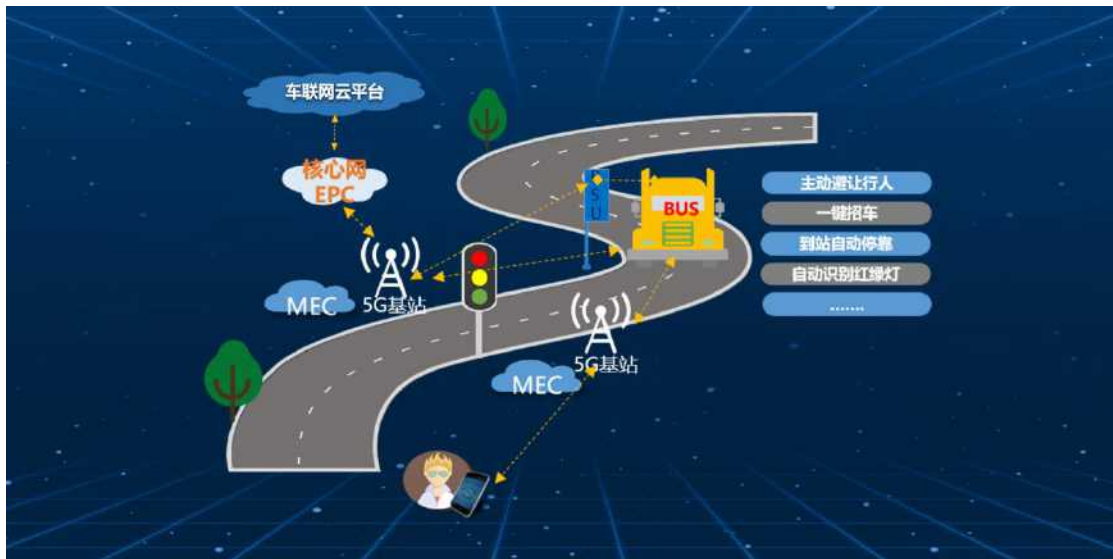 车联网云平台
核心网
EPC
MEC
5G基站
S
U
BUS
MEC
5G基站
主动避让行人
一键招车
到站自动停靠
自动识别红绿灯
.......